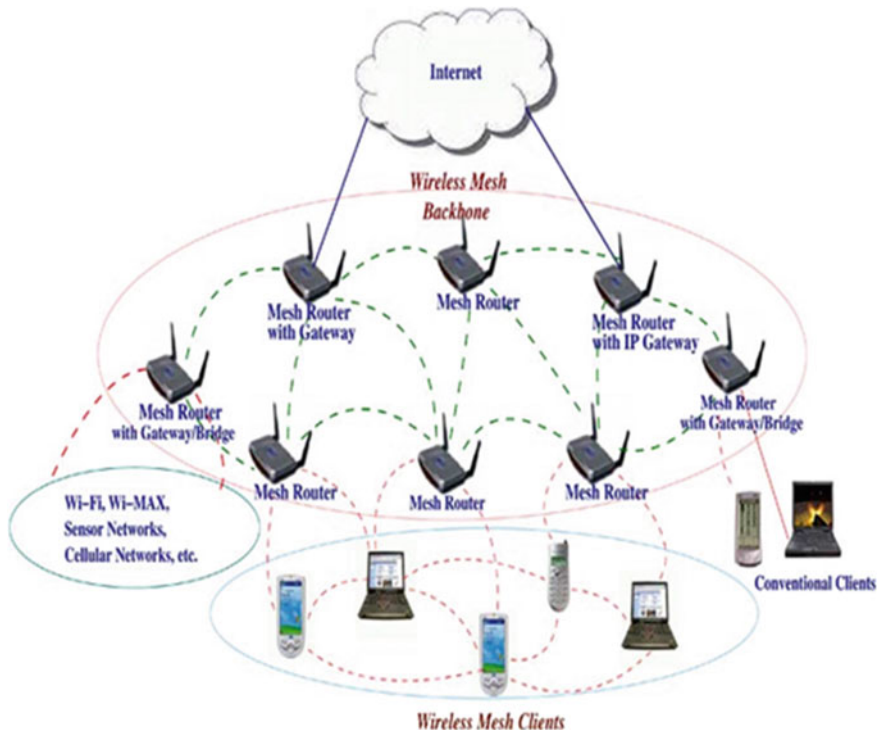 Internet
Wireless Mesh
Backbone
Mesh Router
with Gateway
Mesh Router
Mesh Router
with IP Gateway
Mesh Router
with Gateway/Bridge
Mesh Router
with Gateway/Bridge
Mesh Router
Mesh Router
Mesh Router
Wi-Fi, Wi-MAX,
Sensor Networks,
Cellular Networks, etc.
Conventional Clients
Wireless Mesh Clients